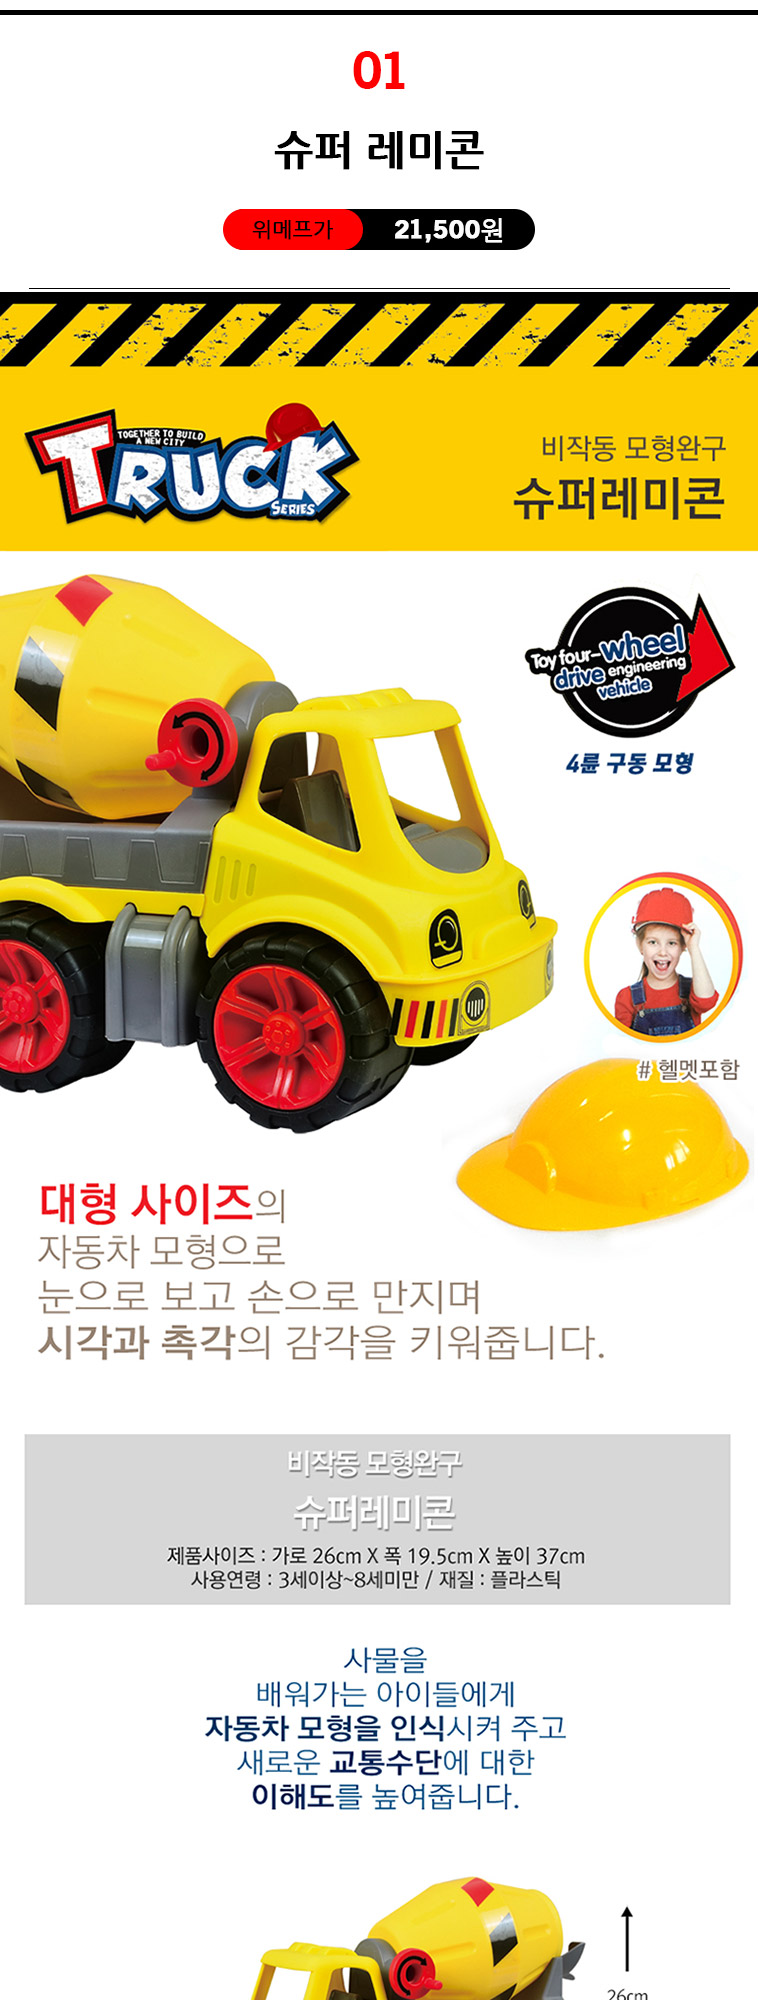 01
슈퍼 레미콘
위메프가 21,500원
TOGETHER TO BUILD
A NEW CITY
TRUCK
SERIES
비작동 모형완구
슈퍼레미콘
Toy four-wheel
drive engineering
vehicle
4륜 구동 모형
# 헬멧포함
대형 사이즈의
자동차 모형으로
눈으로 보고 손으로 만지며
시각과 촉각의 감각을 키워줍니다.
비작동 모형완구
슈퍼레미콘
제품사이즈 : 가로 26cm X 폭 19.5cm X 높이 37cm
사용연령 : 3세이상~8세미만 / 재질 : 플라스틱
사물을
배워가는 아이들에게
자동차 모형을 인식시켜 주고
새로운 교통수단에 대한
이해도를 높여줍니다.
26cm